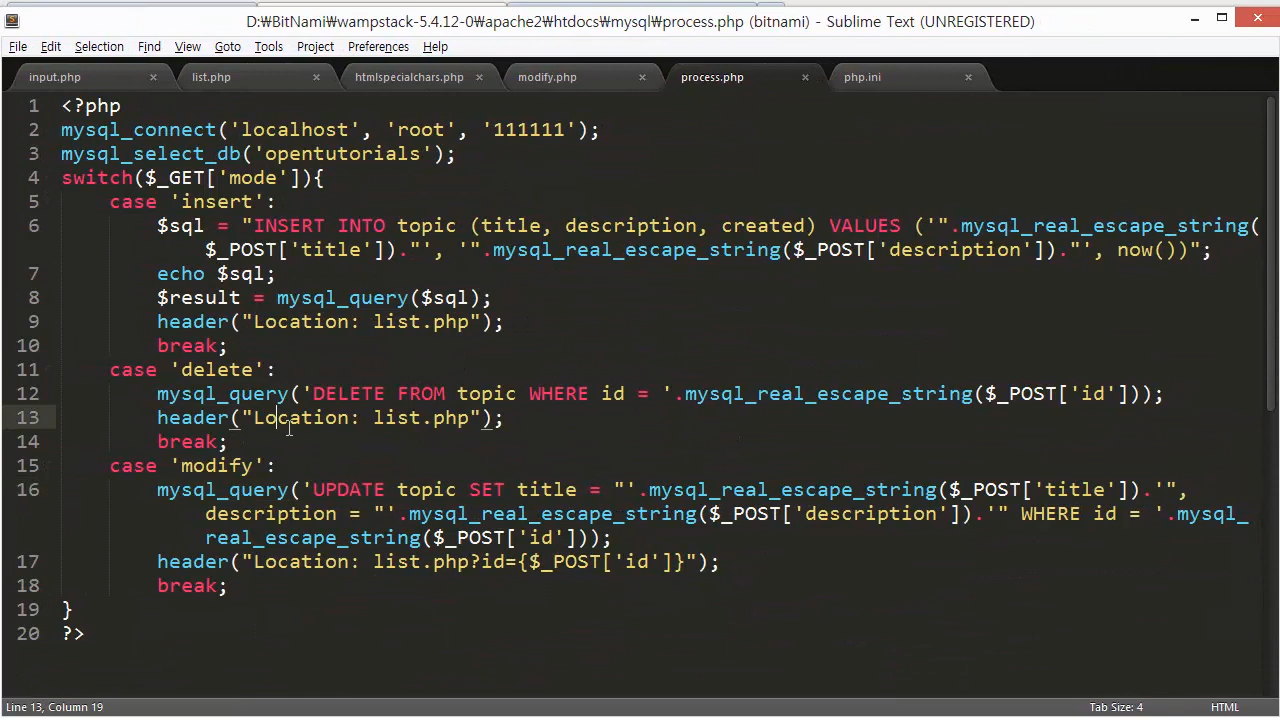 D:₩BitNami₩wampstack-5.4.12-0₩apache2₩htdocs₩mysql₩process.php (bitnami) - Sublime Text (UNREGISTERED)
File Edit Selection Find View Goto Tools Project Preferences Help
input.php × list.php × htmlspecialchars.php × modify.php × process.php × php.ini ×
1 <?php
2 mysql_connect('localhost', 'root', '111111');
3 mysql_select_db('opentutorials');
4 switch($_GET['mode']){
5     case 'insert':
6         $sql = "INSERT INTO topic (title, description, created) VALUES ('".mysql_real_escape_string(
            $_POST['title'])."', '".mysql_real_escape_string($_POST['description'])."', now())";
7         echo $sql;
8         $result = mysql_query($sql);
9         header("Location: list.php");
10         break;
11     case 'delete':
12         mysql_query('DELETE FROM topic WHERE id = '.mysql_real_escape_string($_POST['id']));
13         header("Location: list.php");
14         break;
15     case 'modify':
16         mysql_query('UPDATE topic SET title = "'.mysql_real_escape_string($_POST['title']).'",
            description = "'.mysql_real_escape_string($_POST['description']).'" WHERE id = '.mysql_
            real_escape_string($_POST['id']));
17         header("Location: list.php?id={$_POST['id']}");
18         break;
19 }
20 ?>
Line 13, Column 19 Tab Size: 4 HTML